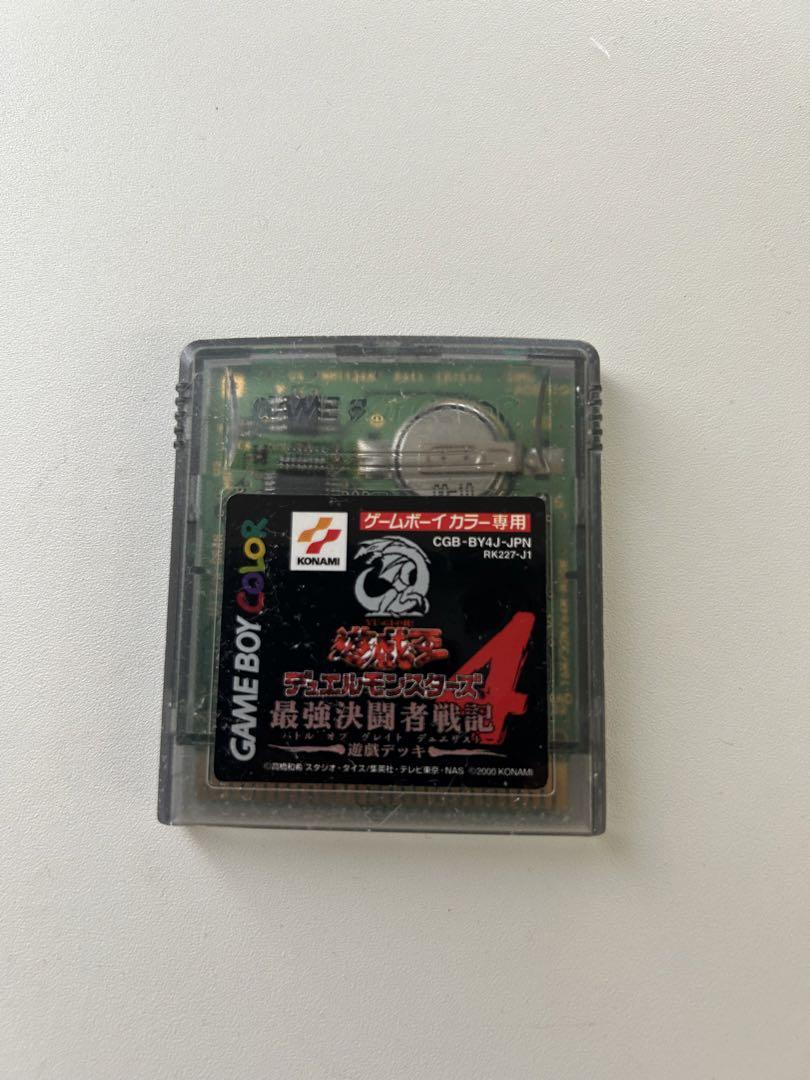 KONAMI
ゲームボーイカラー専用
CGB-BY4J-JPN
RK227-J1
GAME BOY COLOR
YU-GI-OH!
遊戯王
デュエルモンスターズ
4
最強決闘者戦記
バトル オブ グレイト デュエリスト
遊戯デッキ
©高橋和希 スタジオ・ダイス/集英社・テレビ東京・NAS ©2000 KONAMI